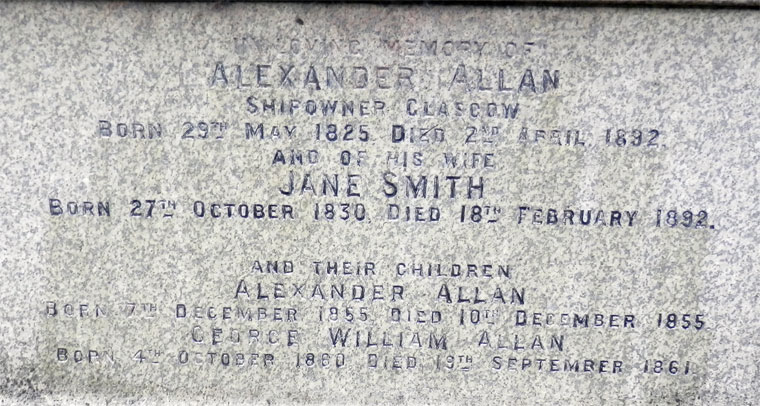 IN LOVING MEMORY OF
ALEXANDER ALLAN
SHIPOWNER GLASGOW
BORN 29TH MAY 1825. DIED 2ND APRIL 1892.
AND OF HIS WIFE
JANE SMITH
BORN 27TH OCTOBER 1830. DIED 18TH FEBRUARY 1892.
AND THEIR CHILDREN
ALEXANDER ALLAN
BORN 7TH DECEMBER 1855 DIED 10TH DECEMBER 1855
GEORGE WILLIAM ALLAN
BORN 4TH OCTOBER 1860 DIED 19TH SEPTEMBER 1861